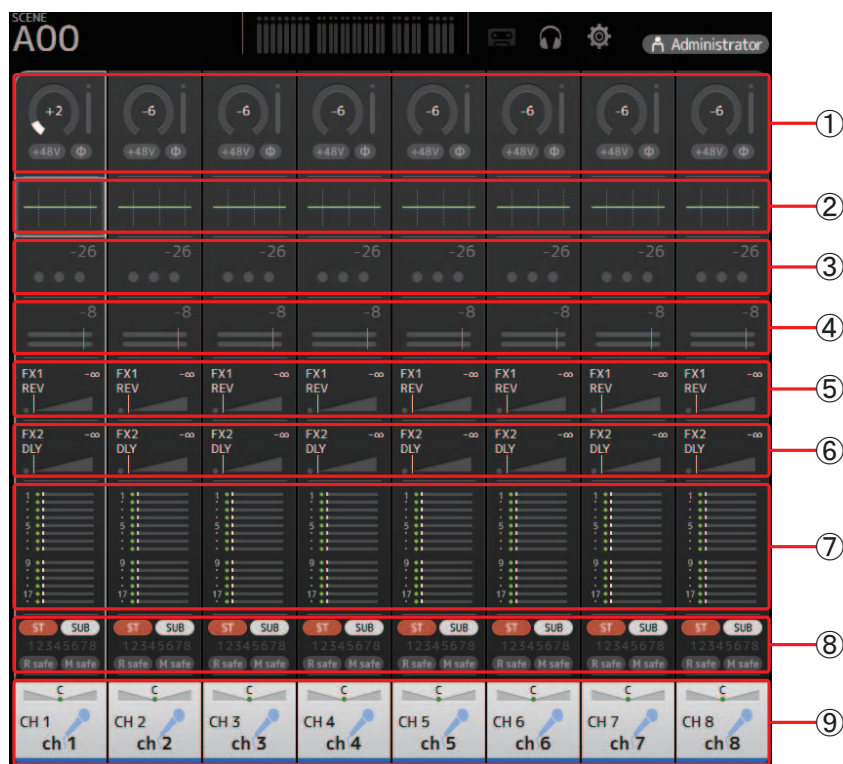 SCENE
A00
Administrator
+2 -6 -6 -6 -6 -6 -6 -6
+48V Φ +48V Φ +48V Φ +48V Φ +48V Φ +48V Φ +48V Φ +48V Φ
①
②
-26 -26 -26 -26 -26 -26 -26 -26
③
-8 -8 -8 -8 -8 -8 -8 -8
④
FX1 -∞ FX1 -∞ FX1 -∞ FX1 -∞ FX1 -∞ FX1 -∞ FX1 -∞ FX1 -∞
REV REV REV REV REV REV REV REV
⑤
FX2 -∞ FX2 -∞ FX2 -∞ FX2 -∞ FX2 -∞ FX2 -∞ FX2 -∞ FX2 -∞
DLY DLY DLY DLY DLY DLY DLY DLY
⑥
1 1 1 1 1 1 1 1
5 5 5 5 5 5 5 5
⑦
9 9 9 9 9 9 9 9
17 17 17 17 17 17 17 17
ST SUB ST SUB ST SUB ST SUB ST SUB ST SUB ST SUB ST SUB
12345678 12345678 12345678 12345678 12345678 12345678 12345678 12345678
⑧
R safe M safe R safe M safe R safe M safe R safe M safe R safe M safe R safe M safe R safe M safe R safe M safe
C C C C C C C C
CH 1 CH 2 CH 3 CH 4 CH 5 CH 6 CH 7 CH 8
⑨
ch 1 ch 2 ch 3 ch 4 ch 5 ch 6 ch 7 ch 8